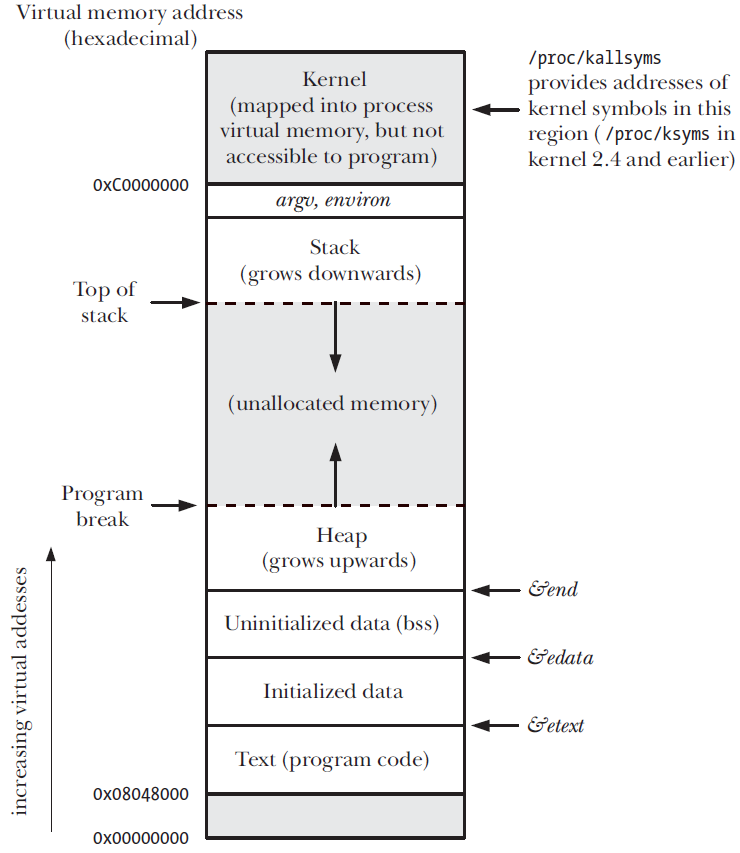 Virtual memory address
(hexadecimal)
/proc/kallsyms
provides addresses of
kernel symbols in this
region (/proc/ksyms in
kernel 2.4 and earlier)
Kernel
(mapped into process
virtual memory, but not
accessible to program)
0xC0000000
argv, environ
Stack
(grows downwards)
Top of
stack
(unallocated memory)
Program
break
Heap
(grows upwards)
&end
Uninitialized data (bss)
&edata
Initialized data
&etext
Text (program code)
0x08048000
0x00000000
increasing virtual addesses